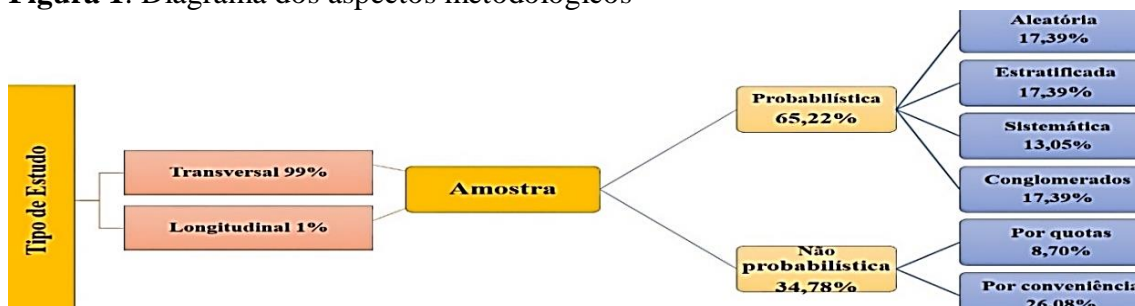 Figura 1. Diagrama dos aspectos metodológicos
Tipo de Estudo
Transversal 99%
Longitudinal 1%
Amostra
Probabilística
65,22%
Não
probabilística
34,78%
Aleatória
17,39%
Estratificada
17,39%
Sistemática
13,05%
Conglomerados
17,39%
Por quotas
8,70%
Por conveniência
26,08%